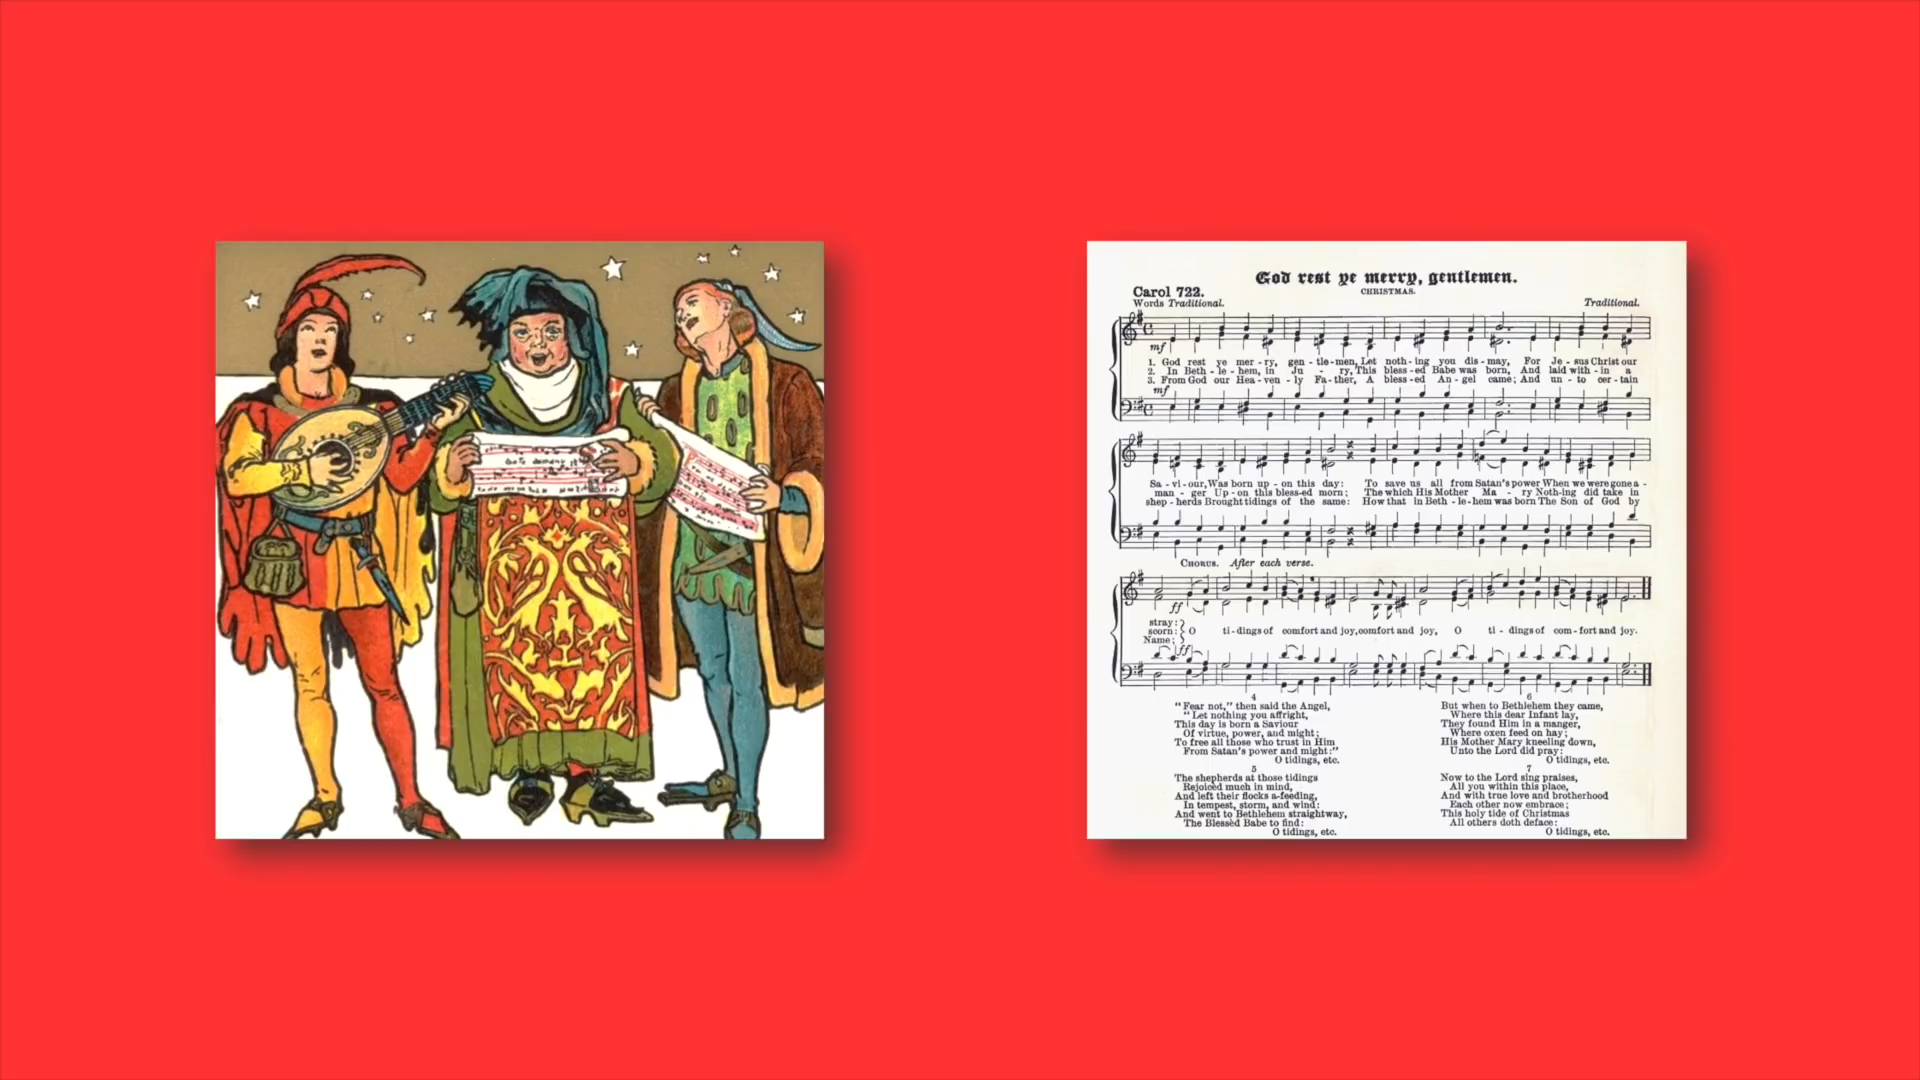 God rest ye merry, gentlemen.
CHRISTMAS.
Carol 722.
Words Traditional.
Traditional.
mf
1. God rest ye mer - ry, gen - tle - men, Let noth - ing you dis - may, For Je - sus Christ our
2. In Beth - le - hem, in Ju - ry, This bless - ed Babe was born, And laid with - in a
3. From God our Hea - ven - ly Fa - ther, A bless - ed An - gel came; And un - to cer - tain
mf
Sa - vi - our, Was born up - on this day: To save us all from Satan's power When we were gone a -
man - ger Up - on this bless - ed morn; The which His Mother Ma - ry Noth - ing did take in
shep - herds Brought tidings of the same: How that in Beth - le - hem was born The Son of God by
CHORUS. After each verse.
ff
stray:
scorn: O ti - dings of comfort and joy, comfort and joy, O ti - dings of com - fort and joy.
Name;
ff
4
"Fear not," then said the Angel,
"Let nothing you affright,
This day is born a Saviour
Of virtue, power, and might;
To free all those who trust in Him
From Satan's power and might:"
O tidings, etc.
5
The shepherds at those tidings
Rejoiced much in mind,
And left their flocks a-feeding,
In tempest, storm, and wind:
And went to Bethlehem straightway,
The Blessèd Babe to find:
O tidings, etc.
6
But when to Bethlehem they came,
Where this dear Infant lay,
They found Him in a manger,
Where oxen feed on hay;
His Mother Mary kneeling down,
Unto the Lord did pray:
O tidings, etc.
7
Now to the Lord sing praises,
All you within this place,
And with true love and brotherhood
Each other now embrace;
This holy tide of Christmas
All others doth deface:
O tidings, etc.